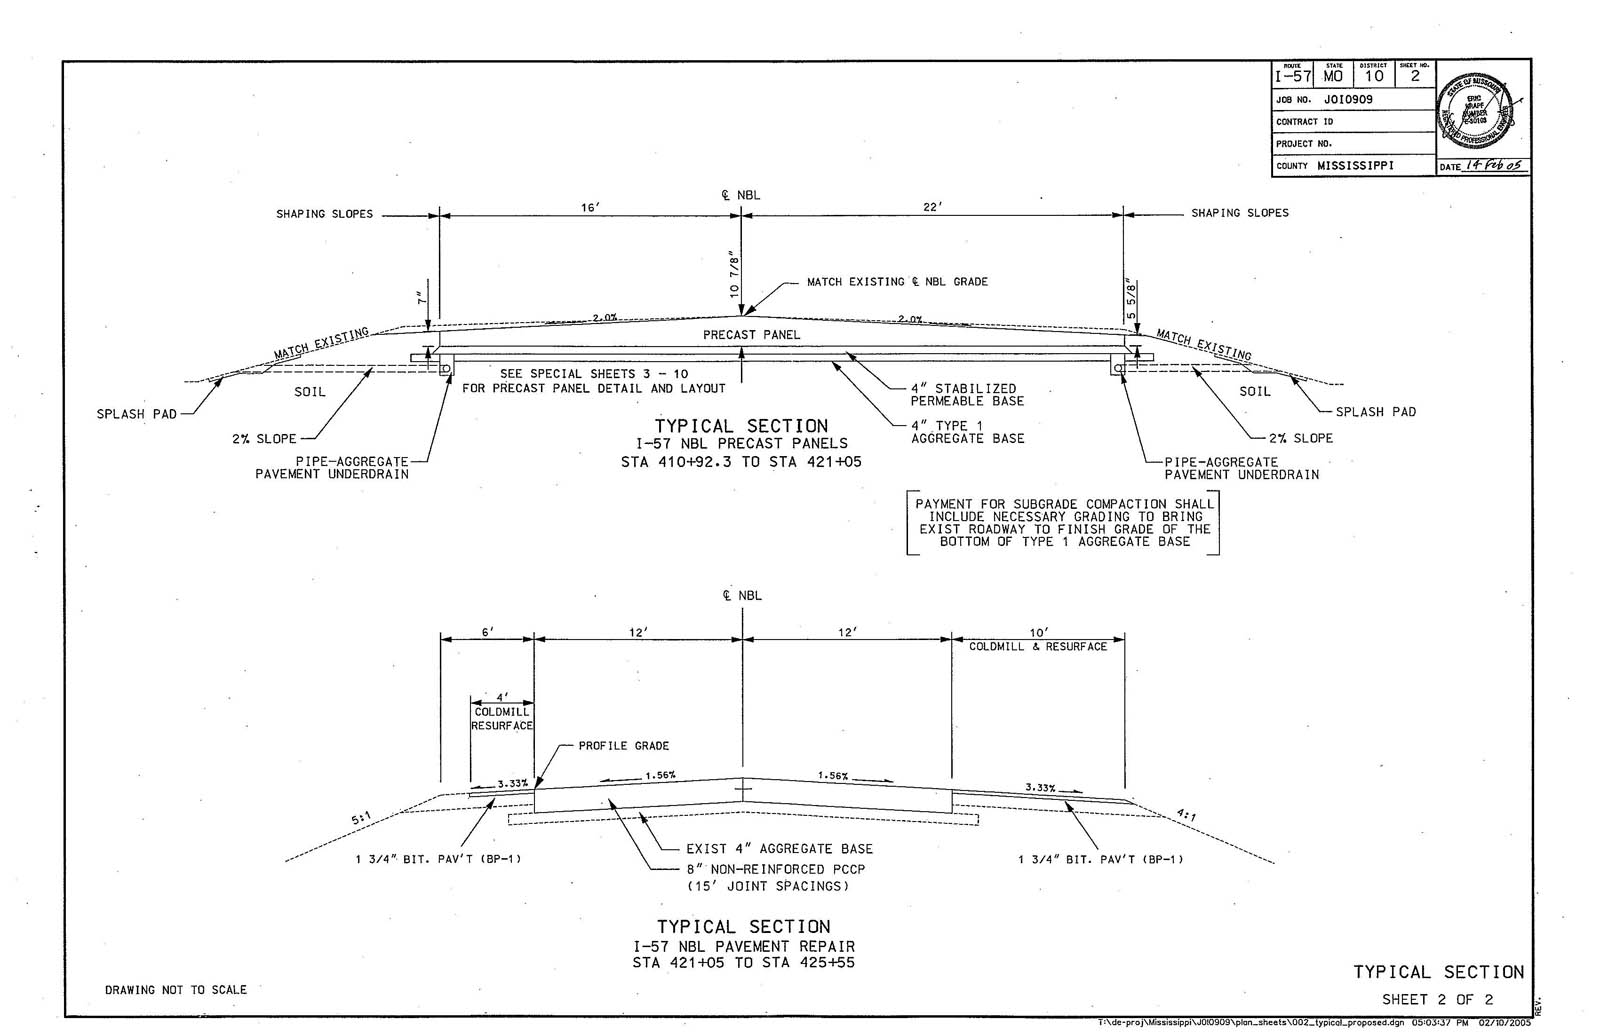 ROUTE STATE DISTRICT SHEET NO.
I-57 MO 10 2
JOB NO. J0I0909
CONTRACT ID
PROJECT NO.
COUNTY MISSISSIPPI
STATE OF MISSOURI
ERIC
NUMBER
REGISTERED PROFESSIONAL ENGINEER
DATE 14 Feb 05
℄ NBL
SHAPING SLOPES 16' 22' SHAPING SLOPES
7" 10 7/8" 5 5/8"
MATCH EXISTING ℄ NBL GRADE
2.0% 2.0%
MATCH EXISTING PRECAST PANEL MATCH EXISTING
SEE SPECIAL SHEETS 3 - 10
FOR PRECAST PANEL DETAIL AND LAYOUT
SOIL SOIL
4" STABILIZED
PERMEABLE BASE
SPLASH PAD SPLASH PAD
4" TYPE 1
AGGREGATE BASE
2% SLOPE 2% SLOPE
PIPE-AGGREGATE
PAVEMENT UNDERDRAIN
PIPE-AGGREGATE
PAVEMENT UNDERDRAIN
TYPICAL SECTION
I-57 NBL PRECAST PANELS
STA 410+92.3 TO STA 421+05
PAYMENT FOR SUBGRADE COMPACTION SHALL
INCLUDE NECESSARY GRADING TO BRING
EXIST ROADWAY TO FINISH GRADE OF THE
BOTTOM OF TYPE 1 AGGREGATE BASE
℄ NBL
6' 12' 12' 10'
COLDMILL & RESURFACE
4'
COLDMILL
RESURFACE
PROFILE GRADE
3.33% 1.56% 1.56% 3.33%
5:1 4:1
1 3/4" BIT. PAV'T (BP-1) 1 3/4" BIT. PAV'T (BP-1)
EXIST 4" AGGREGATE BASE
8" NON-REINFORCED PCCP
(15' JOINT SPACINGS)
TYPICAL SECTION
I-57 NBL PAVEMENT REPAIR
STA 421+05 TO STA 425+55
DRAWING NOT TO SCALE
TYPICAL SECTION
SHEET 2 OF 2
REV.
T:\de-proj\Mississippi\J0I0909\plan_sheets\002_typical_proposed.dgn 05:03:37 PM 02/10/2005